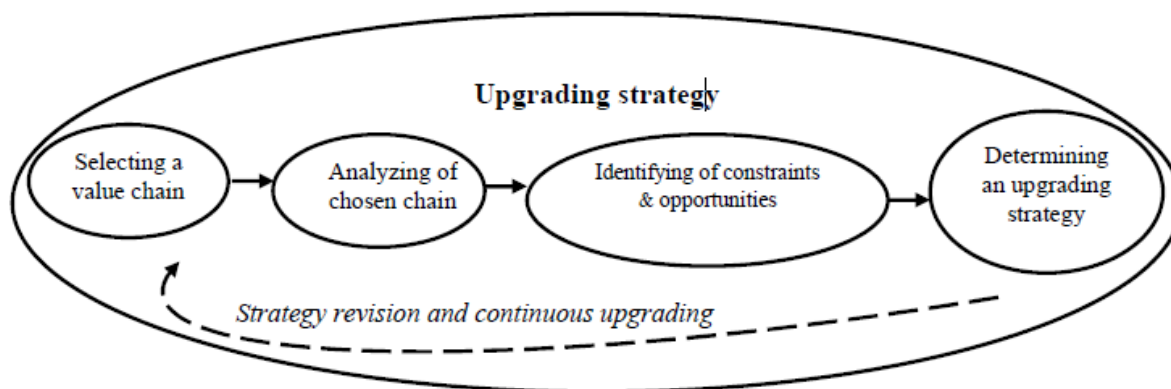 Upgrading strategy
Selecting a
value chain
Analyzing of
chosen chain
Identifying of constraints
& opportunities
Determining
an upgrading
strategy
Strategy revision and continuous upgrading